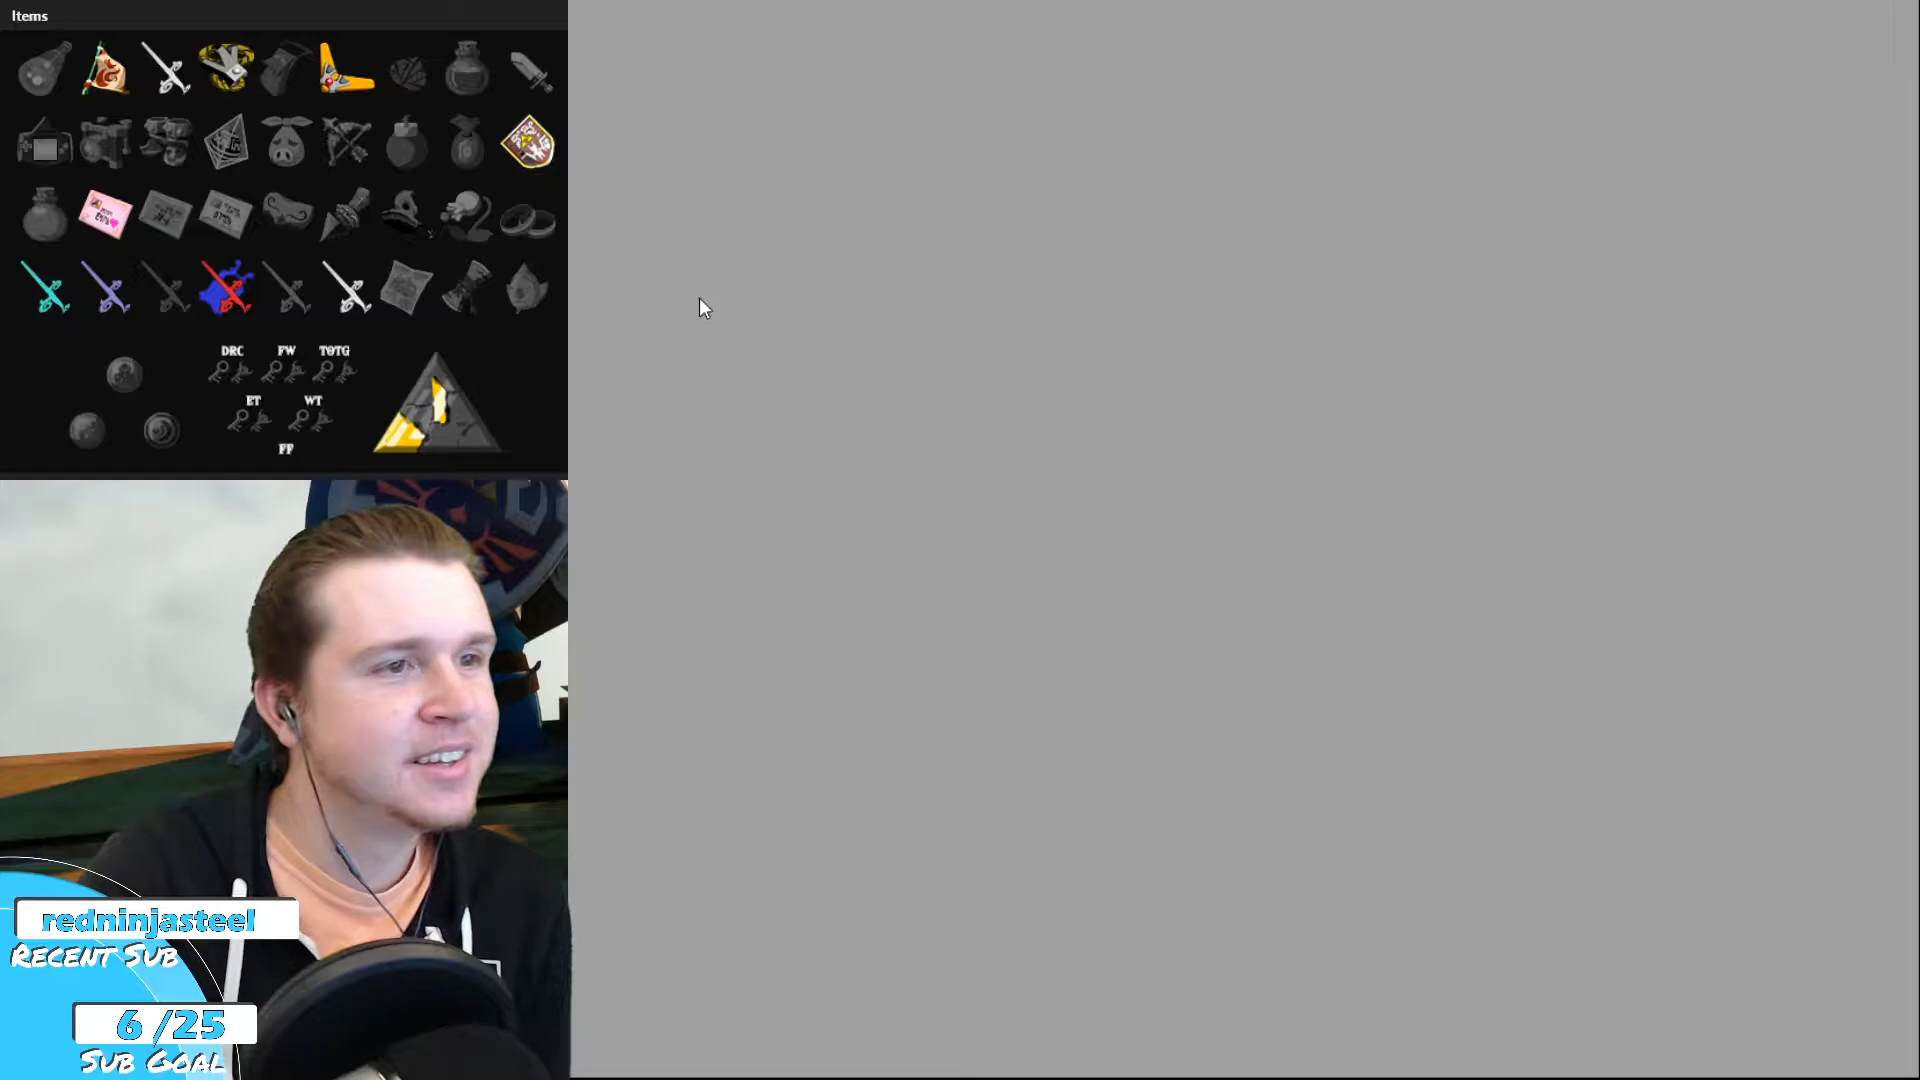 Items
DRC FW TOTG
ET WT
FF
redninjasteel
RECENT SUB
6 /25
SUB GOAL